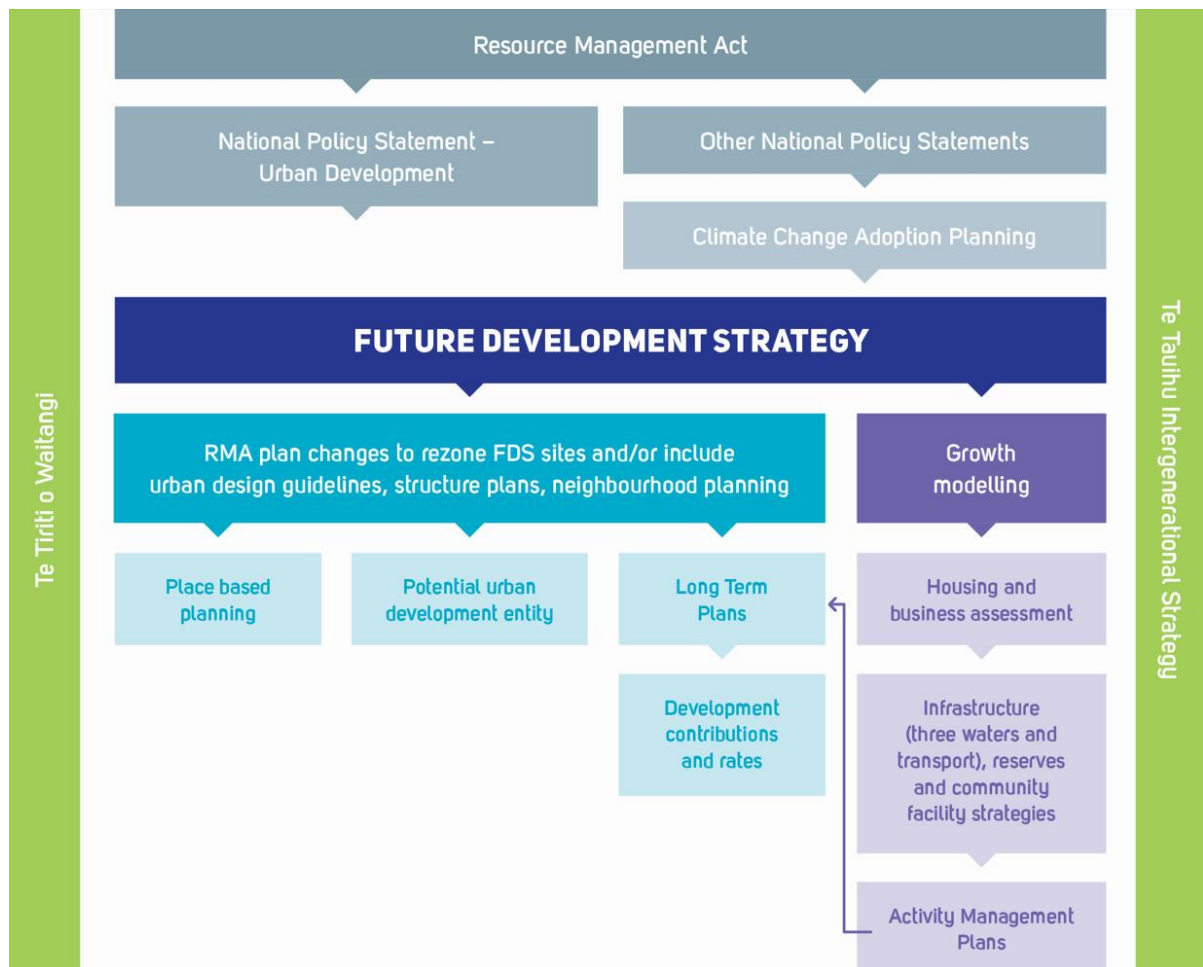 Resource Management Act
National Policy Statement –
Urban Development
Other National Policy Statements
Climate Change Adoption Planning
FUTURE DEVELOPMENT STRATEGY
RMA plan changes to rezone FDS sites and/or include
urban design guidelines, structure plans, neighbourhood planning
Growth
modelling
Place based
planning
Potential urban
development entity
Long Term
Plans
Housing and
business assessment
Development
contributions
and rates
Infrastructure
(three waters and
transport), reserves
and community
facility strategies
Activity Management
Plans
Te Tiriti o Waitangi
Te Tauihu Intergenerational Strategy